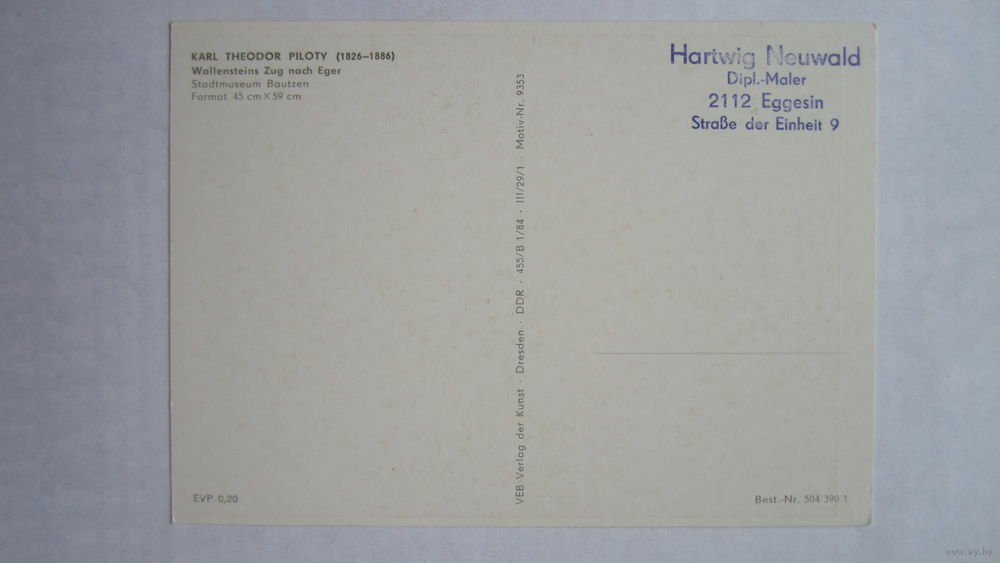 KARL THEODOR PILOTY (1826—1886)
Wallensteins Zug nach Eger
Stadtmuseum Bautzen
Format 45 cm × 59 cm
Hartwig Neuwald
Dipl.-Maler
2112 Eggesin
Straße der Einheit 9
VEB Verlag der Kunst · Dresden · DDR · 455/B 1/84 · III/29/1 · Motiv-Nr. 9353
EVP 0,20
Best.-Nr. 504 390 1
www.ay.by